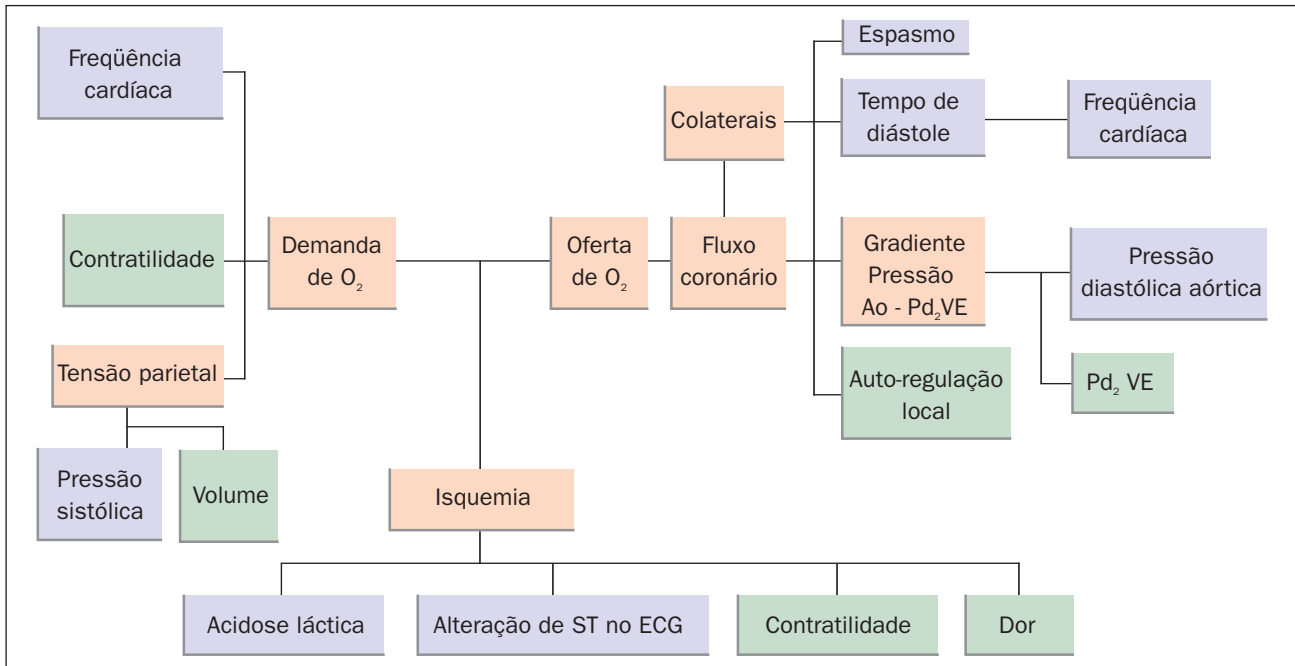 Freqüência
cardíaca
Contratilidade
Tensão parietal
Pressão
sistólica
Volume
Demanda
de O₂
Oferta
de O₂
Colaterais
Fluxo
coronário
Espasmo
Tempo de
diástole
Freqüência
cardíaca
Gradiente
Pressão
Ao - Pd₂VE
Pressão
diastólica aórtica
Pd₂ VE
Auto-regulação
local
Isquemia
Acidose láctica
Alteração de ST no ECG
Contratilidade
Dor